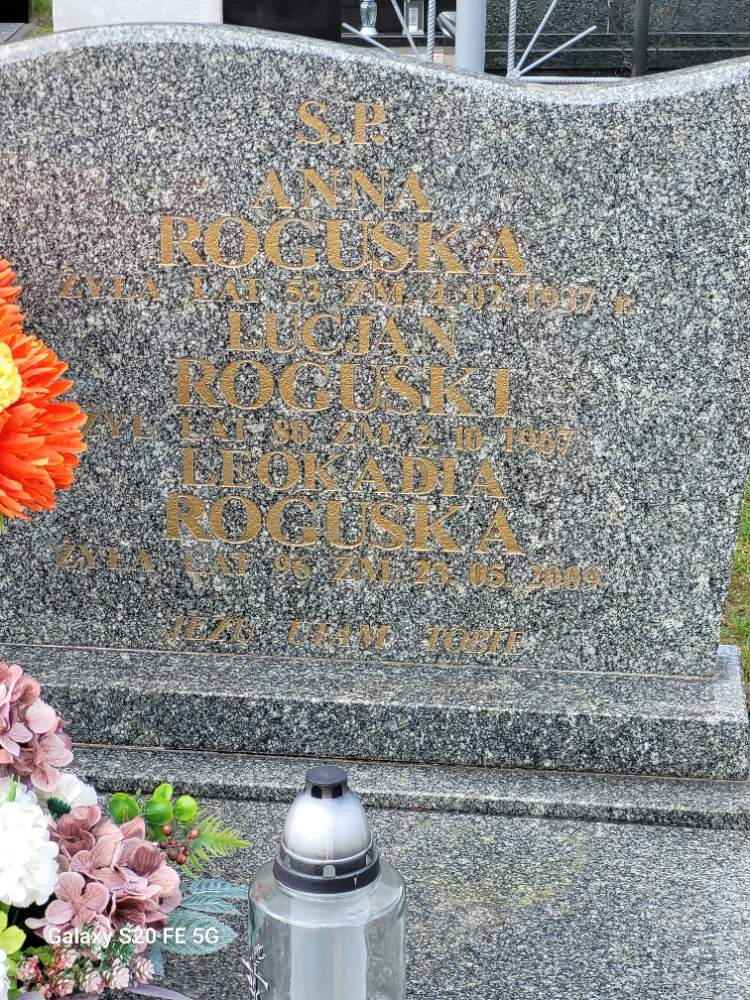 Ś.P.
ANNA
ROGUSKA
ŻYŁA LAT 53 ZM. 4.02.1937 r.
LUCJAN
ROGUSKI
ŻYŁ LAT 80 ZM. 2.10.1967
LEOKADIA
ROGUSKA
ŻYŁA LAT 96 ZM. 23.05.2009
JEZU UFAM TOBIE
Galaxy S20 FE 5G